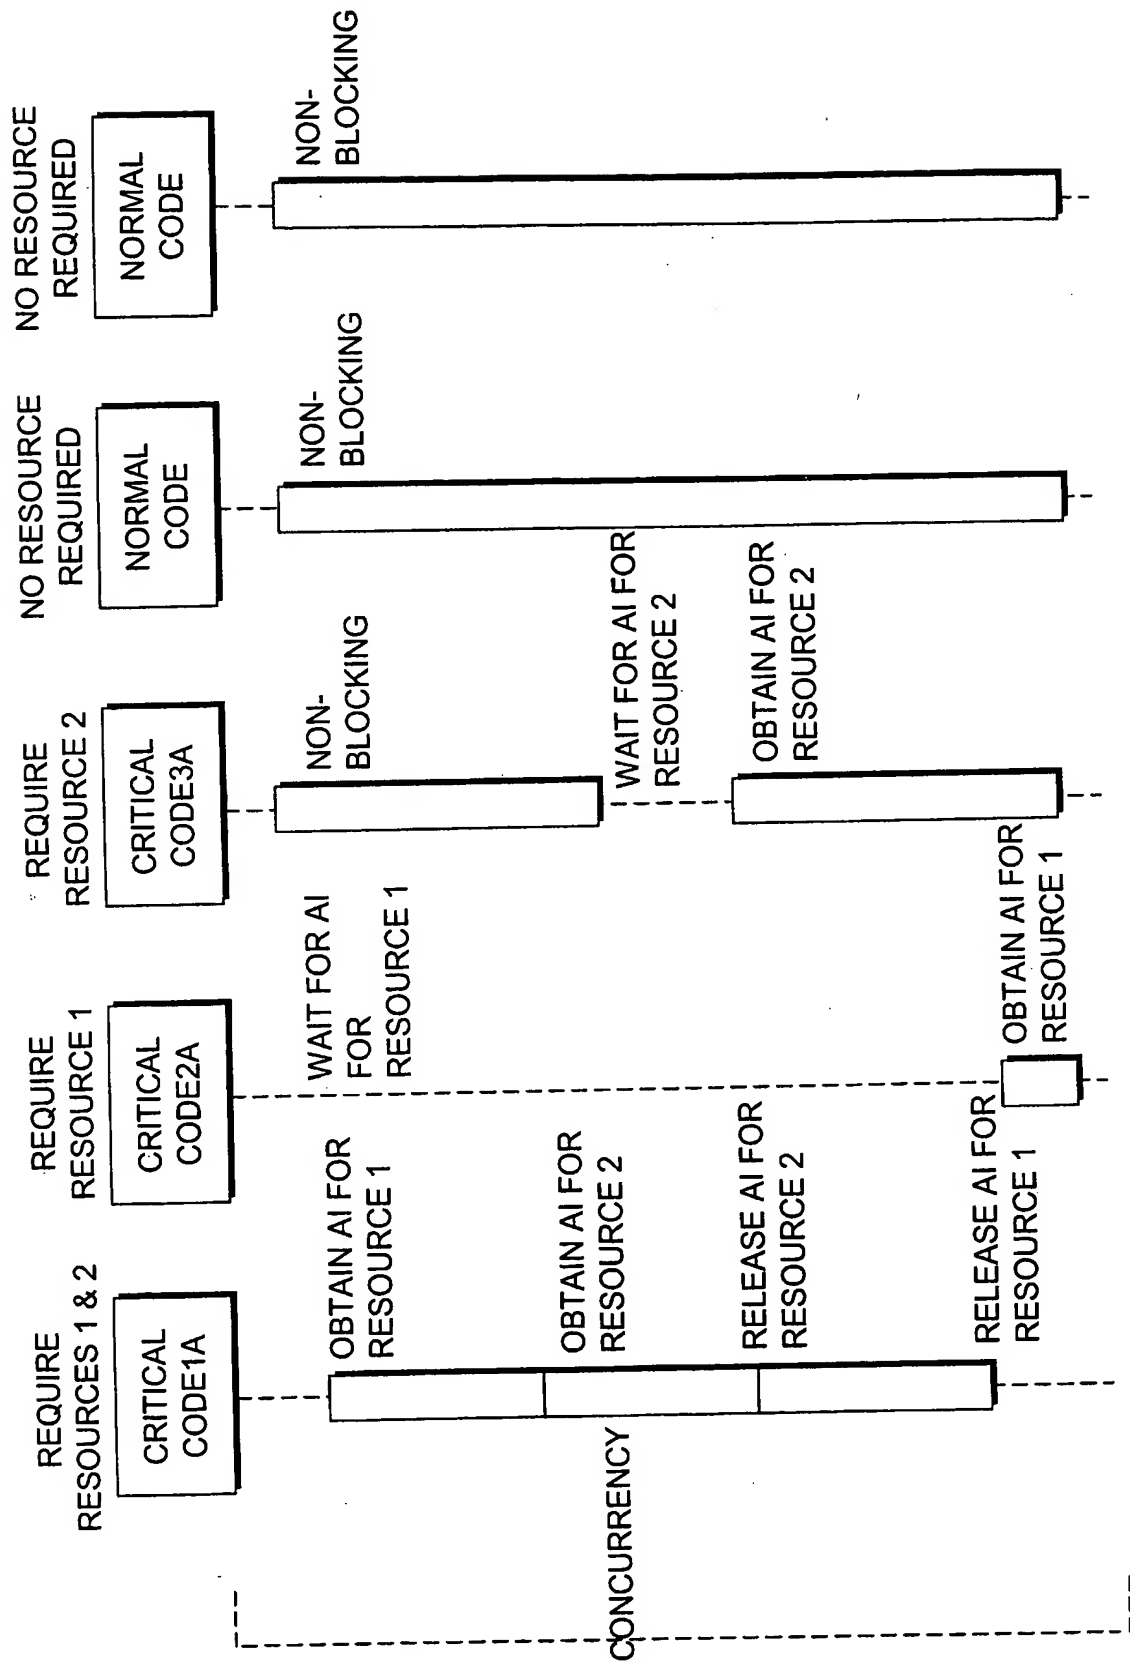 REQUIRE
RESOURCES 1 & 2
CRITICAL
CODE1A
OBTAIN AI FOR
RESOURCE 1
OBTAIN AI FOR
RESOURCE 2
RELEASE AI FOR
RESOURCE 2
RELEASE AI FOR
RESOURCE 1
CONCURRENCY
REQUIRE
RESOURCE 1
CRITICAL
CODE2A
WAIT FOR AI
FOR
RESOURCE 1
OBTAIN AI FOR
RESOURCE 1
REQUIRE
RESOURCE 2
CRITICAL
CODE3A
NON-
BLOCKING
WAIT FOR AI FOR
RESOURCE 2
OBTAIN AI FOR
RESOURCE 2
NO RESOURCE
REQUIRED
NORMAL
CODE
NON-
BLOCKING
NO RESOURCE
REQUIRED
NORMAL
CODE
NON-
BLOCKING